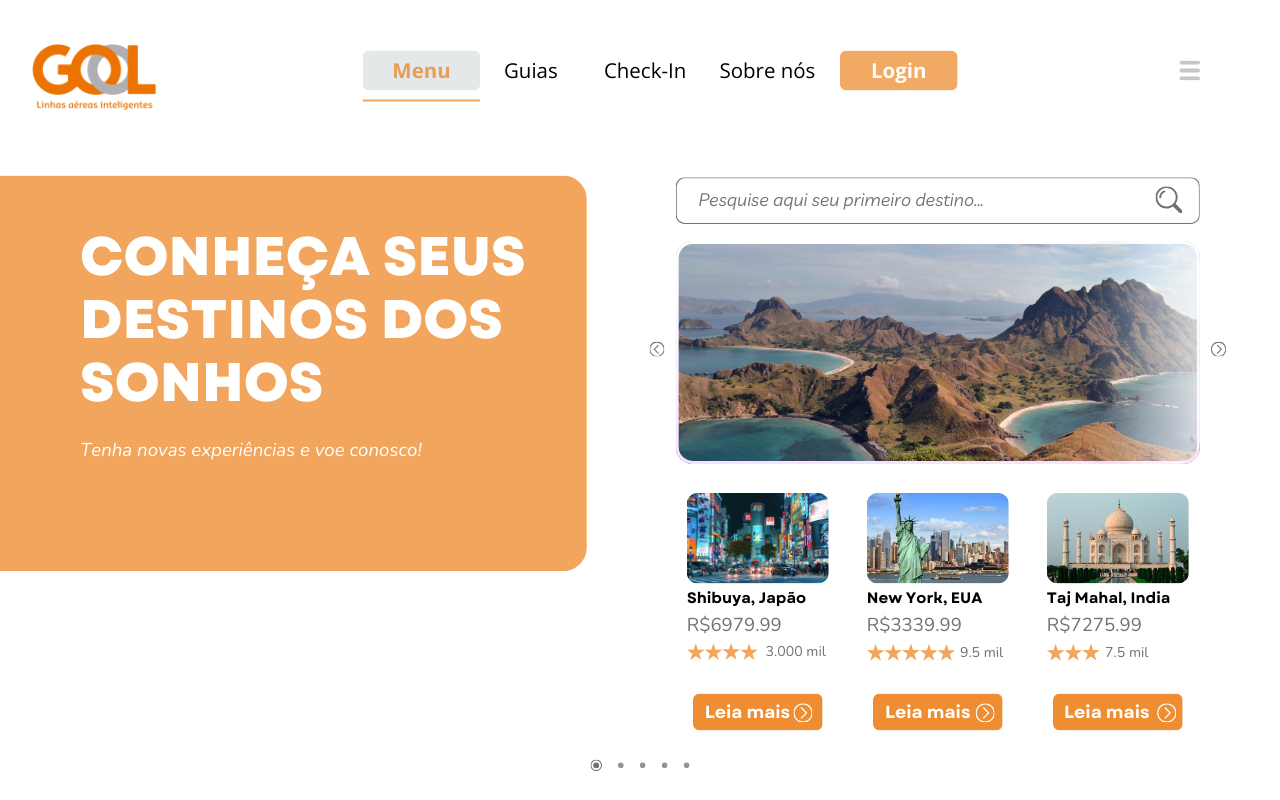 GOL
Linhas aéreas inteligentes
Menu
Guias
Check-In
Sobre nós
Login
CONHEÇA SEUS
DESTINOS DOS
SONHOS
Tenha novas experiências e voe conosco!
Pesquise aqui seu primeiro destino...
Shibuya, Japão
R$6979.99
3.000 mil
Leia mais
New York, EUA
R$3339.99
9.5 mil
Leia mais
Taj Mahal, India
R$7275.99
7.5 mil
Leia mais